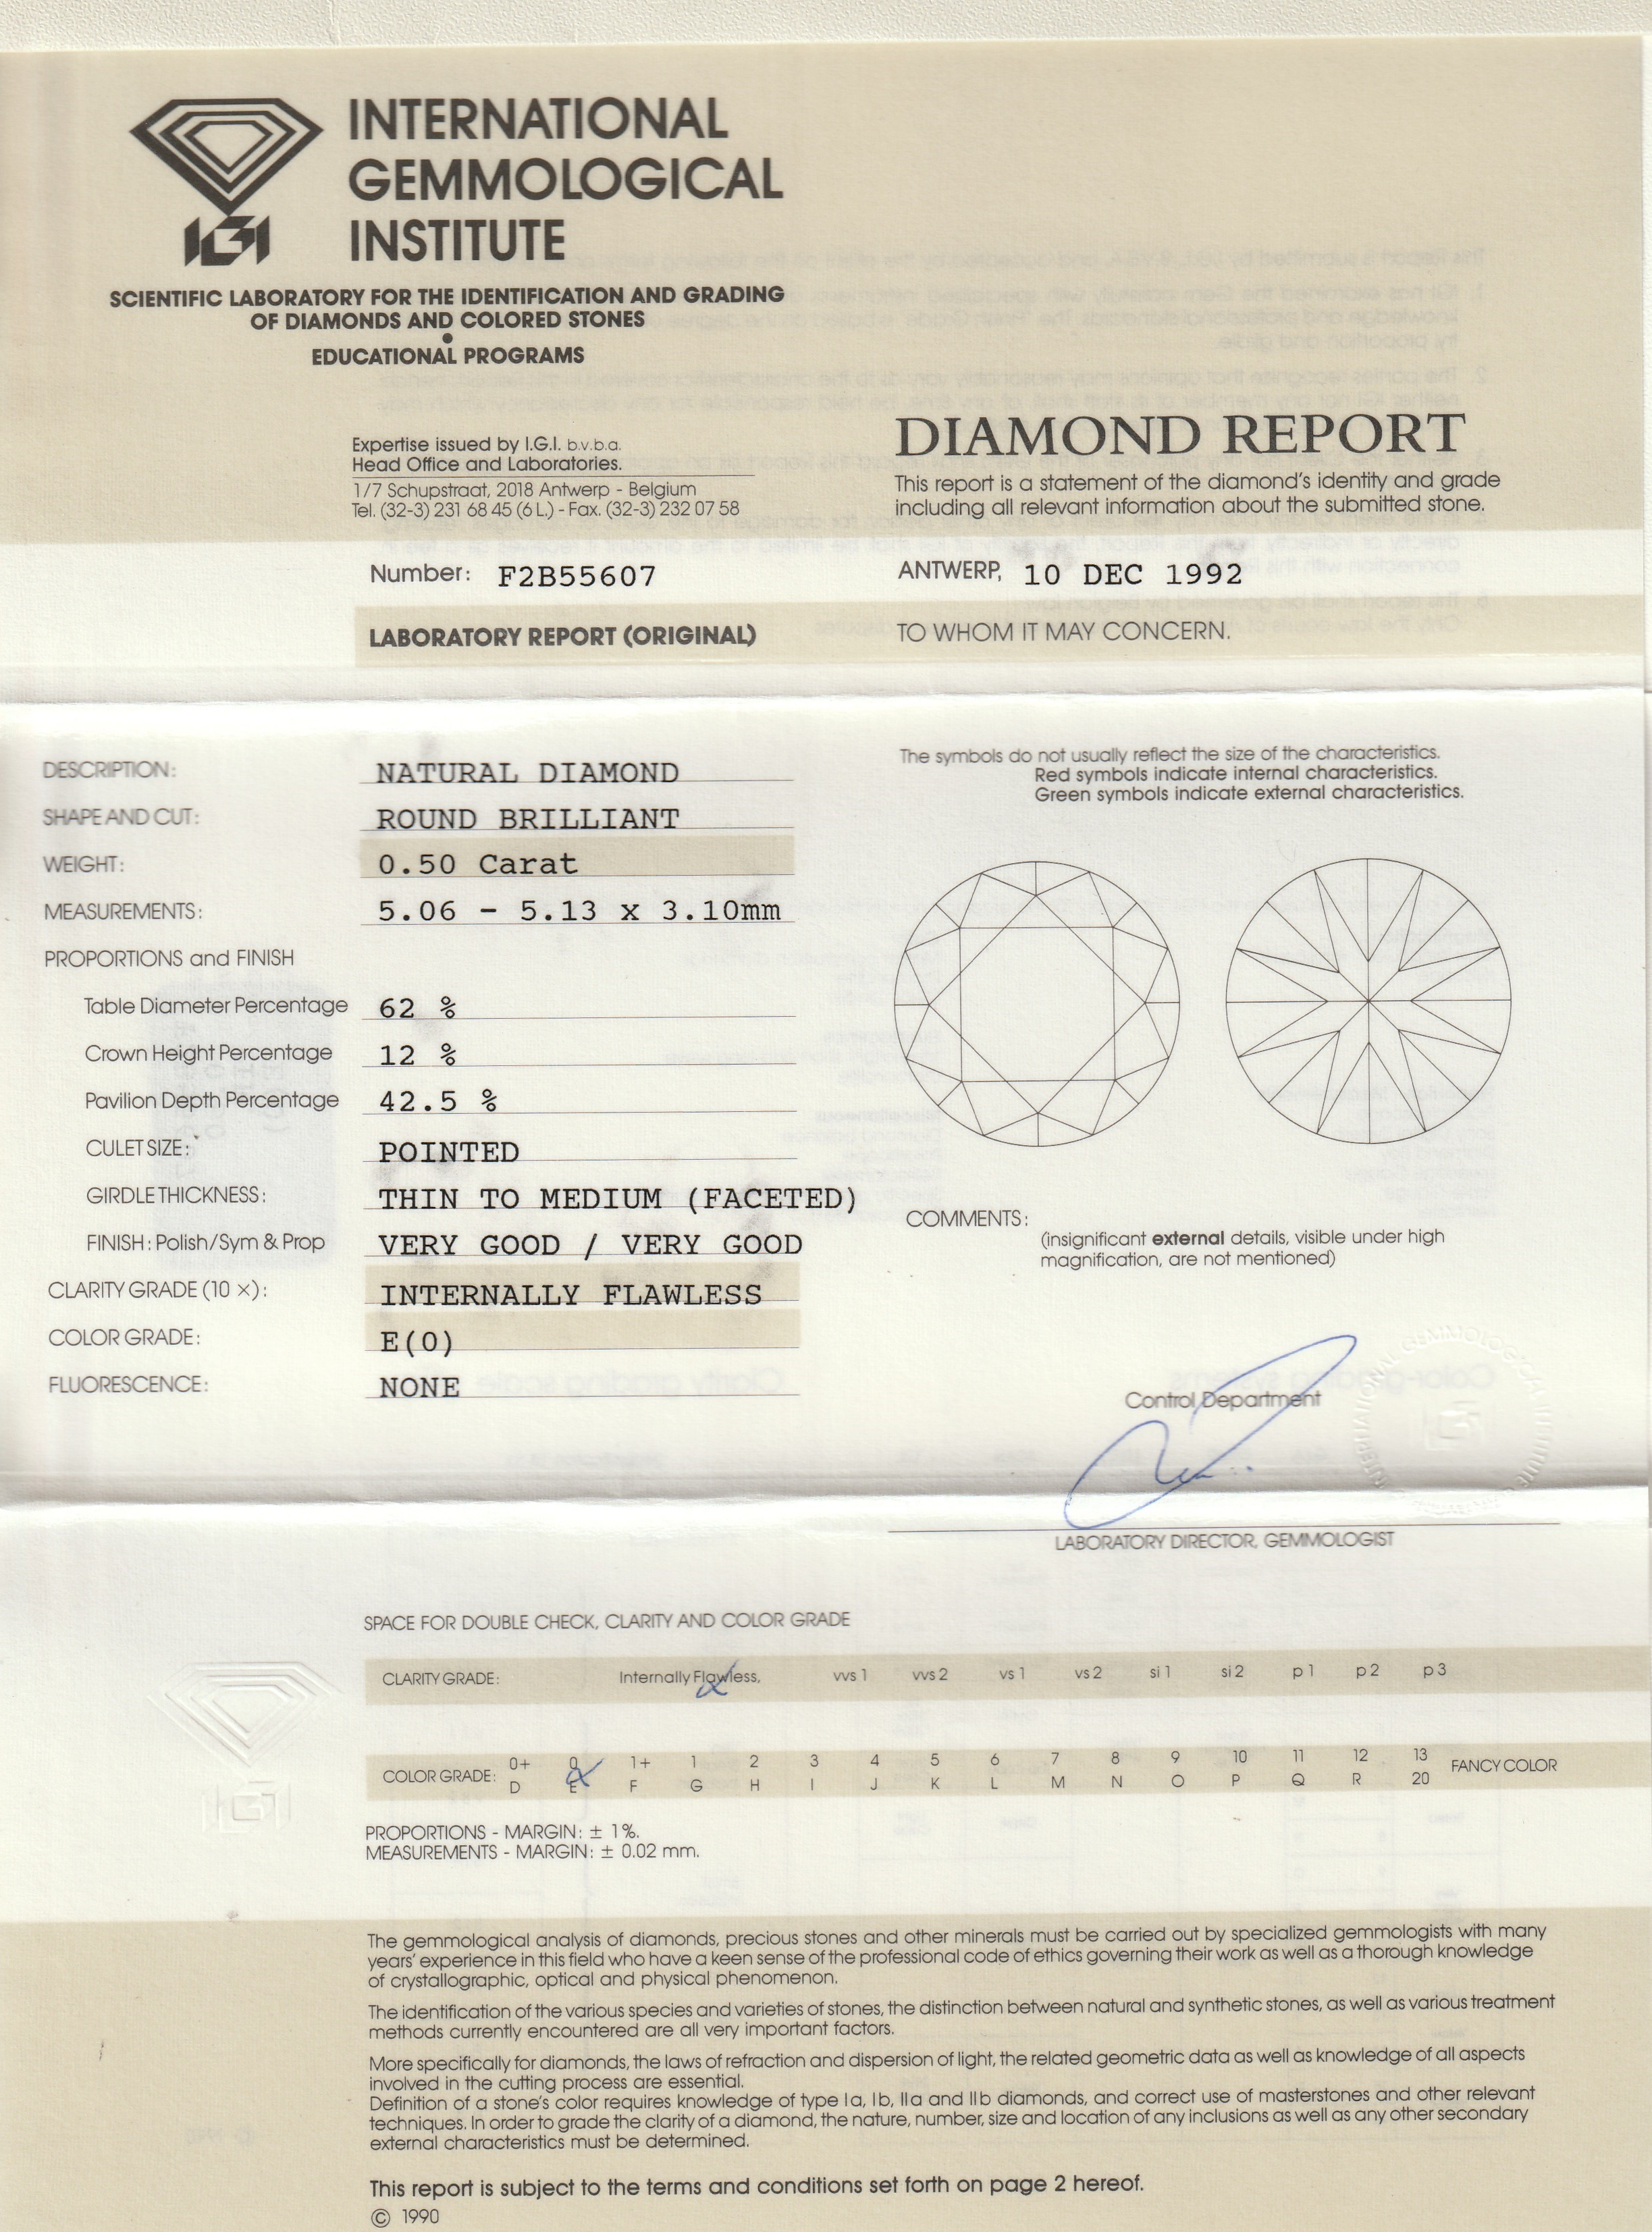 INTERNATIONAL
GEMMOLOGICAL
INSTITUTE
IGI
SCIENTIFIC LABORATORY FOR THE IDENTIFICATION AND GRADING
OF DIAMONDS AND COLORED STONES
•
EDUCATIONAL PROGRAMS
Expertise issued by I.G.I. b.v.b.a.
Head Office and Laboratories.
1/7 Schupstraat, 2018 Antwerp - Belgium
Tel. (32-3) 231 68 45 (6 L.) - Fax. (32-3) 232 07 58
DIAMOND REPORT
This report is a statement of the diamond's identity and grade
including all relevant information about the submitted stone.
Number: F2B55607
ANTWERP, 10 DEC 1992
LABORATORY REPORT (ORIGINAL)
TO WHOM IT MAY CONCERN.
DESCRIPTION: NATURAL DIAMOND
SHAPE AND CUT: ROUND BRILLIANT
WEIGHT: 0.50 Carat
MEASUREMENTS: 5.06 - 5.13 x 3.10mm
PROPORTIONS and FINISH
Table Diameter Percentage 62 %
Crown Height Percentage 12 %
Pavilion Depth Percentage 42.5 %
CULET SIZE: POINTED
GIRDLE THICKNESS: THIN TO MEDIUM (FACETED)
FINISH: Polish/Sym & Prop VERY GOOD / VERY GOOD
CLARITY GRADE (10 ×): INTERNALLY FLAWLESS
COLOR GRADE: E(0)
FLUORESCENCE: NONE
The symbols do not usually reflect the size of the characteristics.
Red symbols indicate internal characteristics.
Green symbols indicate external characteristics.
COMMENTS:
(insignificant external details, visible under high
magnification, are not mentioned)
Control Department
INTERNATIONAL GEMMOLOGICAL INSTITUTE
IGI
LABORATORY DIRECTOR, GEMMOLOGIST
SPACE FOR DOUBLE CHECK, CLARITY AND COLOR GRADE
CLARITY GRADE: Internally Flawless, vvs 1 vvs 2 vs 1 vs 2 si 1 si 2 p 1 p 2 p 3
0+ 0 1+ 1 2 3 4 5 6 7 8 9 10 11 12 13
COLOR GRADE: D E F G H I J K L M N O P Q R 20 FANCY COLOR
IGI
PROPORTIONS - MARGIN: ± 1%.
MEASUREMENTS - MARGIN: ± 0.02 mm.
The gemmological analysis of diamonds, precious stones and other minerals must be carried out by specialized gemmologists with many
years' experience in this field who have a keen sense of the professional code of ethics governing their work as well as a thorough knowledge
of crystallographic, optical and physical phenomenon.
The identification of the various species and varieties of stones, the distinction between natural and synthetic stones, as well as various treatment
methods currently encountered are all very important factors.
More specifically for diamonds, the laws of refraction and dispersion of light, the related geometric data as well as knowledge of all aspects
involved in the cutting process are essential.
Definition of a stone's color requires knowledge of type Ia, Ib, IIa and IIb diamonds, and correct use of masterstones and other relevant
techniques. In order to grade the clarity of a diamond, the nature, number, size and location of any inclusions as well as any other secondary
external characteristics must be determined.
This report is subject to the terms and conditions set forth on page 2 hereof.
© 1990